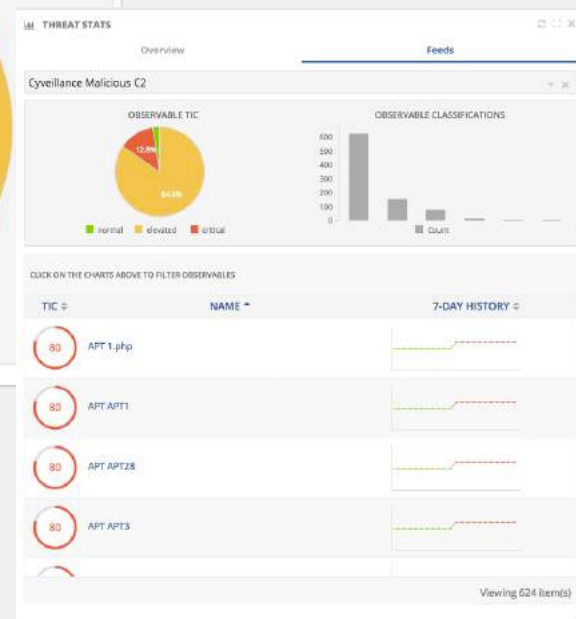 THREAT STATS
Overview Feeds
Cyveillance Malicious C2
OBSERVABLE TIC
12.8%
normal elevated critical
OBSERVABLE CLASSIFICATIONS
600
500
400
300
200
100
0
Count
CLICK ON THE CHARTS ABOVE TO FILTER OBSERVABLES
TIC NAME 7-DAY HISTORY
80 APT 1.php
80 APT APT1
80 APT APT28
80 APT APT3
Viewing 624 item(s)